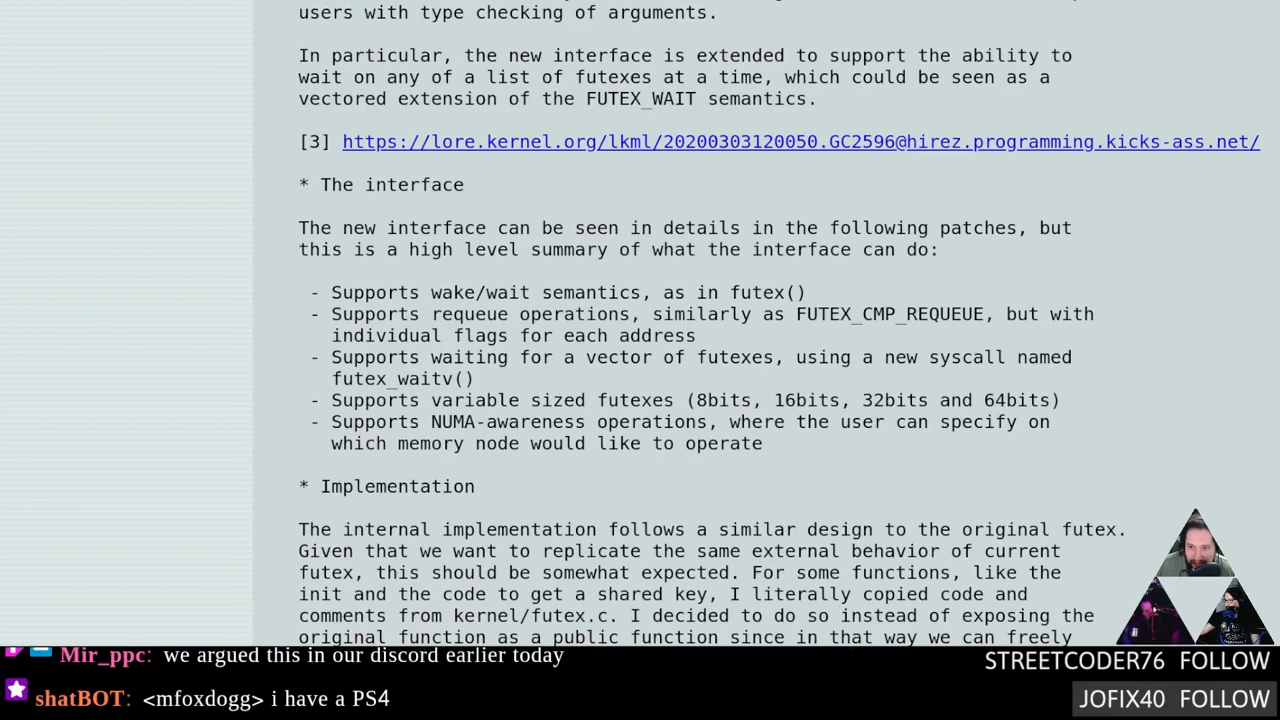 users with type checking of arguments.
In particular, the new interface is extended to support the ability to
wait on any of a list of futexes at a time, which could be seen as a
vectored extension of the FUTEX_WAIT semantics.
[3] https://lore.kernel.org/lkml/20200303120050.GC2596@hirez.programming.kicks-ass.net/
* The interface
The new interface can be seen in details in the following patches, but
this is a high level summary of what the interface can do:
- Supports wake/wait semantics, as in futex()
- Supports requeue operations, similarly as FUTEX_CMP_REQUEUE, but with
individual flags for each address
- Supports waiting for a vector of futexes, using a new syscall named
futex_waitv()
- Supports variable sized futexes (8bits, 16bits, 32bits and 64bits)
- Supports NUMA-awareness operations, where the user can specify on
which memory node would like to operate
* Implementation
The internal implementation follows a similar design to the original futex.
Given that we want to replicate the same external behavior of current
futex, this should be somewhat expected. For some functions, like the
init and the code to get a shared key, I literally copied code and
comments from kernel/futex.c. I decided to do so instead of exposing the
original function as a public function since in that way we can freely
Mir_ppc: we argued this in our discord earlier today
shatBOT: <mfoxdogg> i have a PS4
STREETCODER76 FOLLOW
JOFIX40 FOLLOW